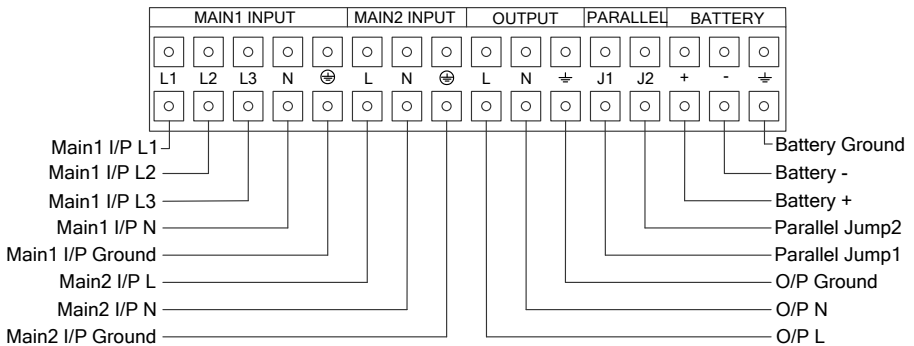 MAIN1 INPUT MAIN2 INPUT OUTPUT PARALLEL BATTERY
L1 L2 L3 N L N L N J1 J2 + -
Main1 I/P L1
Main1 I/P L2
Main1 I/P L3
Main1 I/P N
Main1 I/P Ground
Main2 I/P L
Main2 I/P N
Main2 I/P Ground
Battery Ground
Battery -
Battery +
Parallel Jump2
Parallel Jump1
O/P Ground
O/P N
O/P L